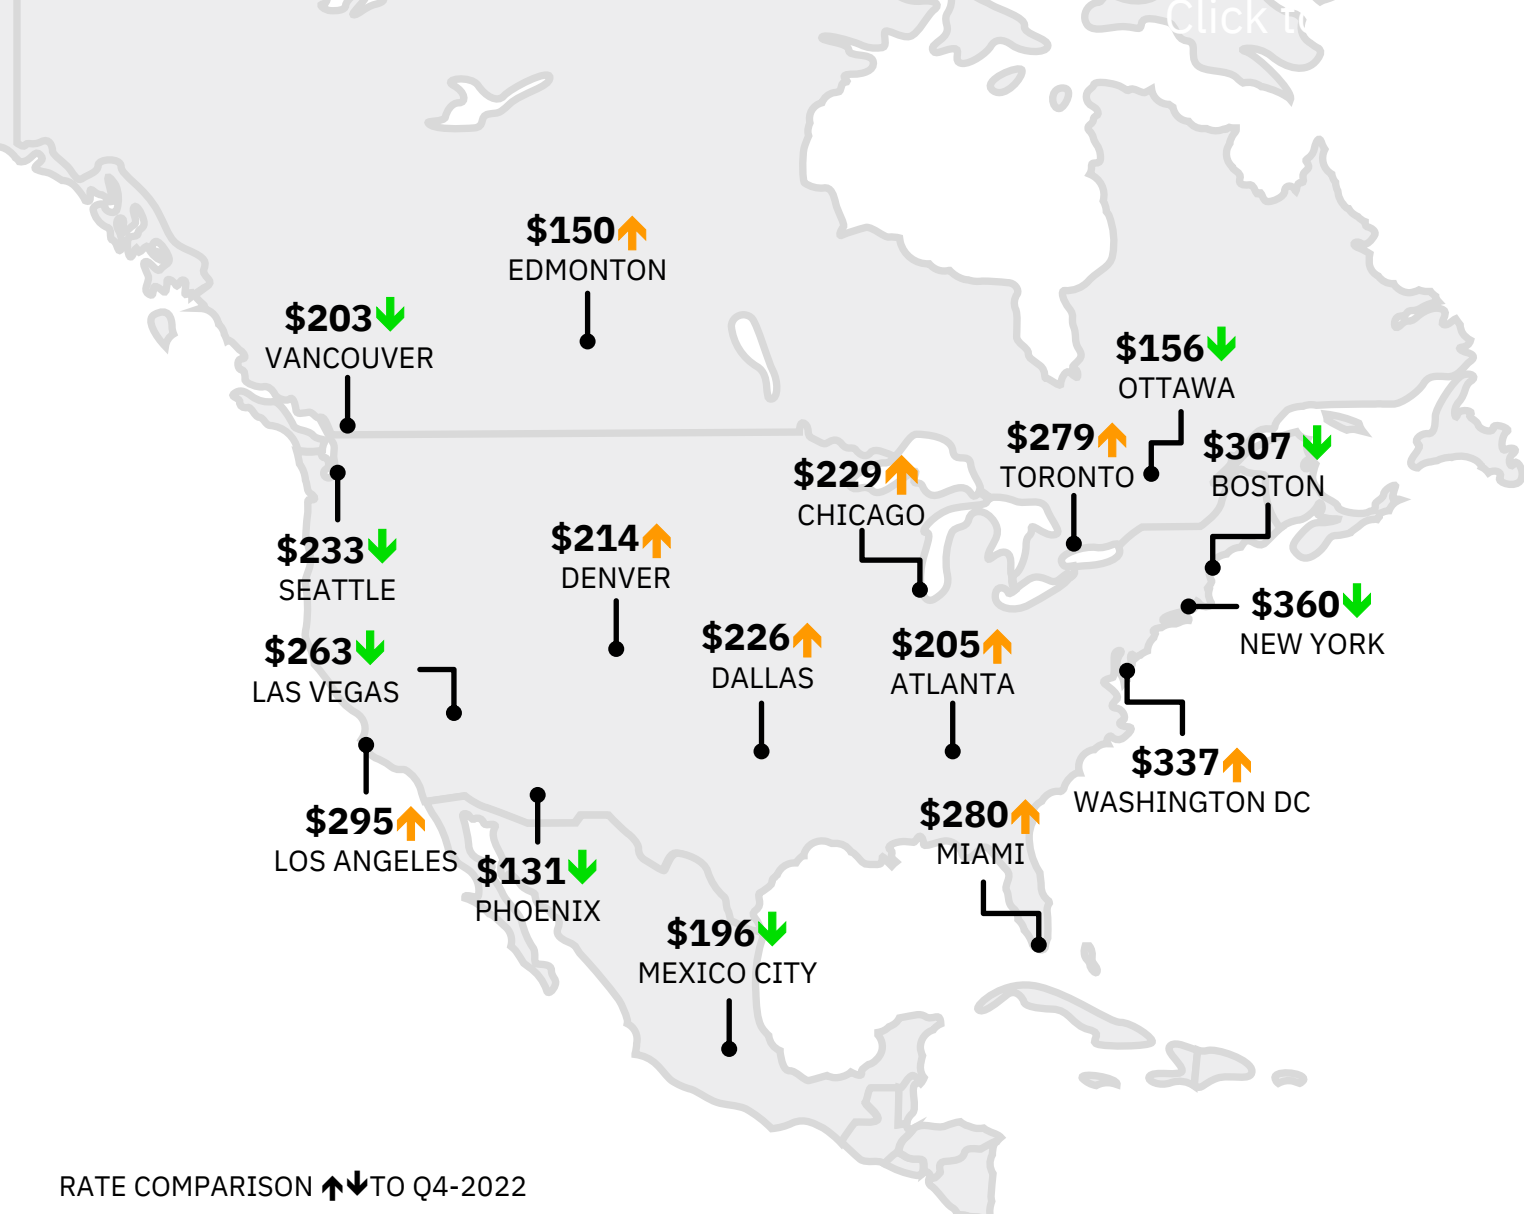 Click to
$150
EDMONTON
$203
VANCOUVER
$156
OTTAWA
$279
TORONTO
$307
BOSTON
$229
CHICAGO
$233
SEATTLE
$214
DENVER
$360
NEW YORK
$263
LAS VEGAS
$226
DALLAS
$205
ATLANTA
$337
WASHINGTON DC
$295
LOS ANGELES
$280
MIAMI
$131
PHOENIX
$196
MEXICO CITY
RATE COMPARISON ↑↓TO Q4-2022